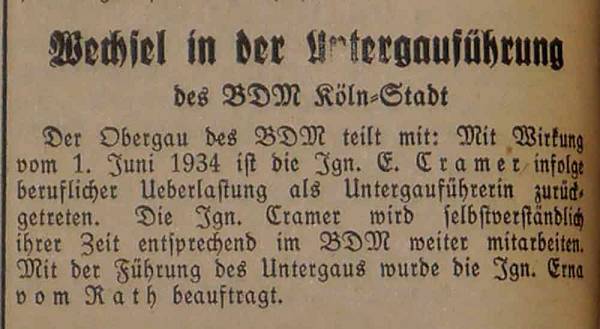 Wechsel in der Untergauführung
des BDM Köln-Stadt
Der Obergau des BDM teilt mit: Mit Wirkung
vom 1. Juni 1934 ist die Jgn. E. Cramer infolge
beruflicher Ueberlastung als Untergauführerin zurück-
getreten. Die Jgn. Cramer wird selbstverständlich
ihrer Zeit entsprechend im BDM weiter mitarbeiten.
Mit der Führung des Untergaus wurde die Jgn. Erna
vom Rath beauftragt.